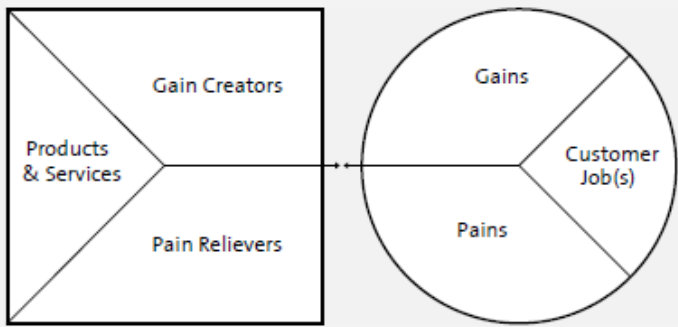 Gain Creators
Products
& Services
Pain Relievers
Gains
Customer
Job(s)
Pains